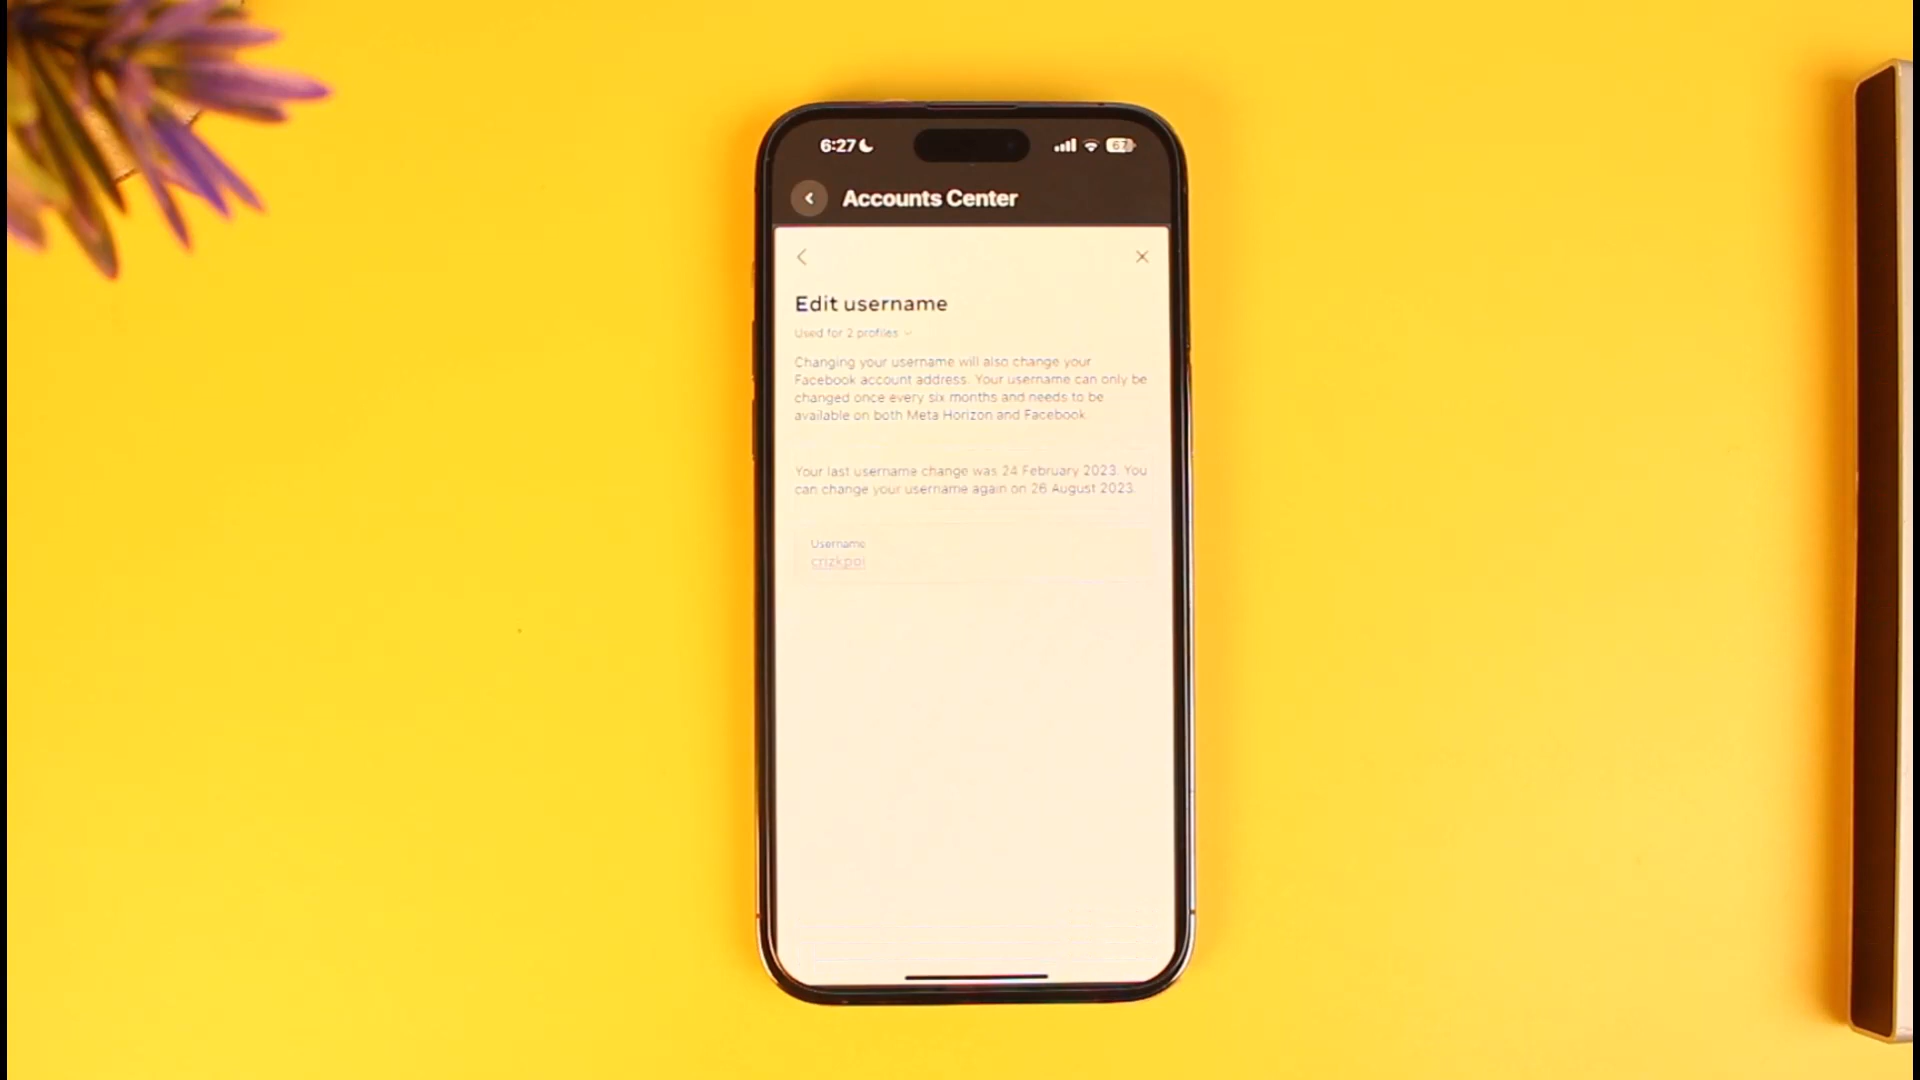 6:27
67
Accounts Center
Edit username
Used for 2 profiles
Changing your username will also change your
Facebook account address. Your username can only be
changed once every six months and needs to be
available on both Meta Horizon and Facebook.
Your last username change was 24 February 2023. You
can change your username again on 26 August 2023.
Username
crizkpoi